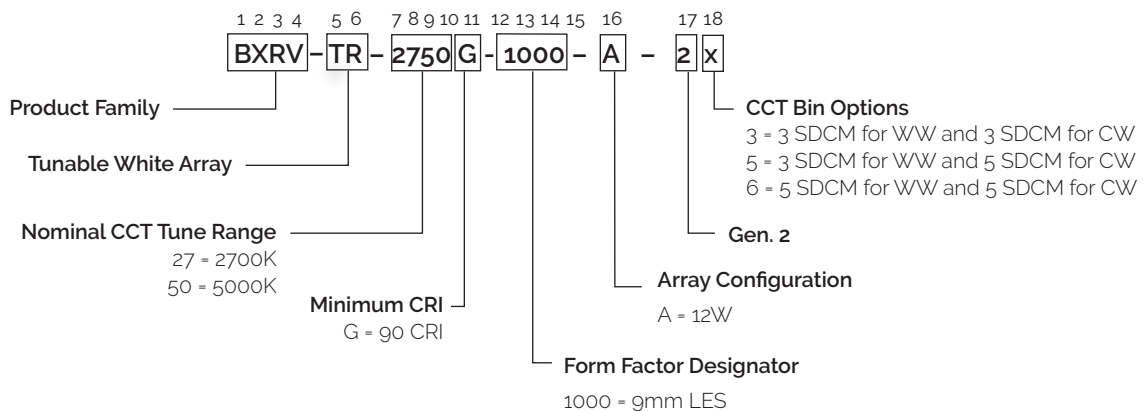 1 2 3 4 5 6 7 8 9 10 11 12 13 14 15 16 17 18
BXRV – TR – 2750 G - 1000 – A – 2 x
Product Family
Tunable White Array
Nominal CCT Tune Range
27 = 2700K
50 = 5000K
Minimum CRI
G = 90 CRI
CCT Bin Options
3 = 3 SDCM for WW and 3 SDCM for CW
5 = 3 SDCM for WW and 5 SDCM for CW
6 = 5 SDCM for WW and 5 SDCM for CW
Gen. 2
Array Configuration
A = 12W
Form Factor Designator
1000 = 9mm LES